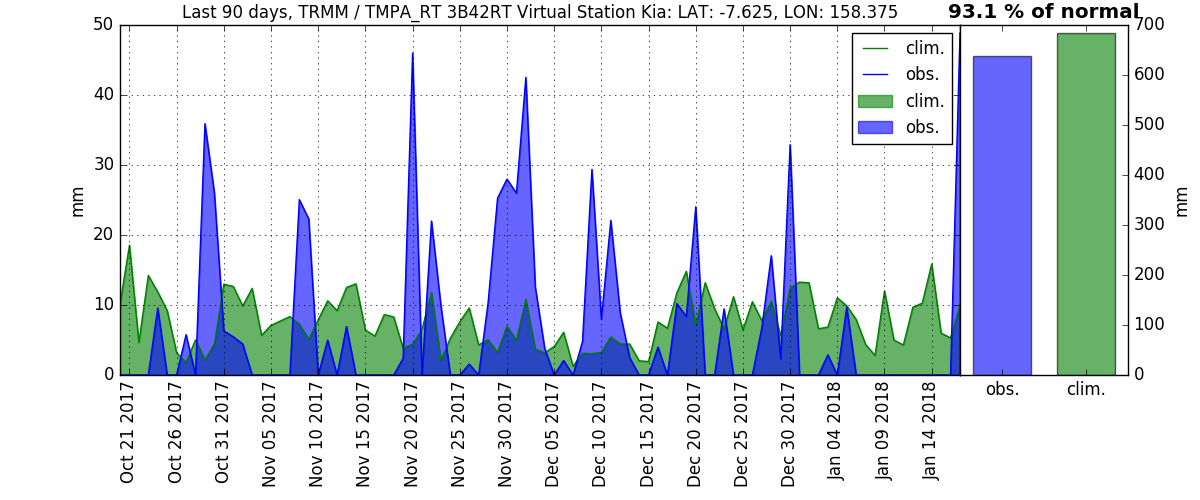 Last 90 days, TRMM / TMPA_RT 3B42RT Virtual Station Kia: LAT: -7.625, LON: 158.375
93.1 % of normal
50
40
30
20
10
0
mm
clim.
obs.
clim.
obs.
700
600
500
400
300
200
100
0
mm
obs.
clim.
Oct 21 2017
Oct 26 2017
Oct 31 2017
Nov 05 2017
Nov 10 2017
Nov 15 2017
Nov 20 2017
Nov 25 2017
Nov 30 2017
Dec 05 2017
Dec 10 2017
Dec 15 2017
Dec 20 2017
Dec 25 2017
Dec 30 2017
Jan 04 2018
Jan 09 2018
Jan 14 2018